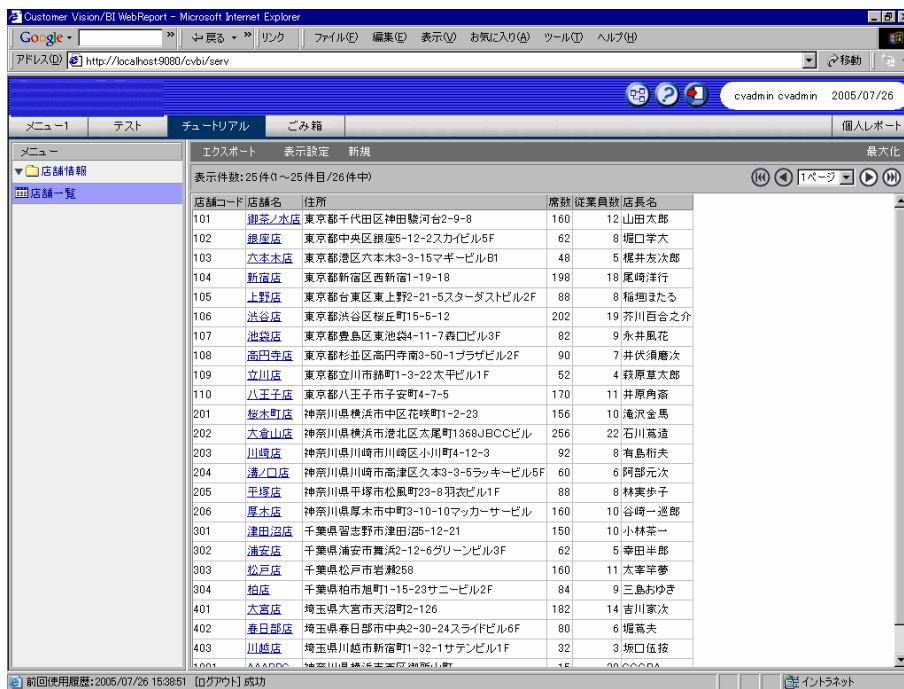 Customer Vision/BI WebReport - Microsoft Internet Explorer
Google - » 戻る » リンク ファイル(F) 編集(E) 表示(V) お気に入り(A) ツール(T) ヘルプ(H)
アドレス(D) http://localhost:9080/cvbi/serv 移動
cvadmin cvadmin 2005/07/26
メニュー1 テスト チュートリアル ごみ箱 個人レポート
メニュー エクスポート 表示設定 新規 最大化
店舗情報
店舗一覧
表示件数:25件(1～25件目/26件中) 1ページ
店舗コード 店舗名 住所 席数 従業員数 店長名
101 御茶ノ水店 東京都千代田区神田駿河台2-9-8 160 12 山田太郎
102 銀座店 東京都中央区銀座5-12-2スカイビル5F 62 8 堀口学大
103 六本木店 東京都港区六本木3-3-15マギービルB1 48 5 梶井友次郎
104 新宿店 東京都新宿区西新宿1-19-18 198 18 尾崎洋行
105 上野店 東京都台東区東上野2-21-5スターダストビル2F 88 8 稲垣ほたる
106 渋谷店 東京都渋谷区桜丘町15-5-12 202 19 芥川百合之介
107 池袋店 東京都豊島区東池袋4-11-7森口ビル3F 82 9 永井風花
108 高円寺店 東京都杉並区高円寺南3-50-1プラザビル2F 90 7 井伏須磨次
109 立川店 東京都立川市錦町1-3-22太平ビル1F 52 4 萩原草太郎
110 八王子店 東京都八王子市子安町4-7-5 170 11 井原角斎
201 桜木町店 神奈川県横浜市中区花咲町1-2-23 156 10 滝沢金馬
202 大倉山店 神奈川県横浜市港北区太尾町1368JBCCビル 256 22 石川蔦造
203 川崎店 神奈川県川崎市川崎区小川町4-12-3 92 8 有島桁夫
204 溝ノ口店 神奈川県川崎市高津区久本3-3-5ラッキービル5F 60 6 阿部元次
205 平塚店 神奈川県平塚市松風町23-8羽衣ビル1F 88 8 林実歩子
206 厚木店 神奈川県厚木市中町3-10-10マッカーサービル 160 10 谷崎一巡郎
301 津田沼店 千葉県習志野市津田沼5-12-21 150 10 小林茶一
302 浦安店 千葉県浦安市舞浜2-12-6グリーンビル3F 62 5 幸田半郎
303 松戸店 千葉県松戸市岩瀬258 160 11 太宰竿夢
304 柏店 千葉県柏市旭町1-15-23サニービル2F 84 9 三島おゆき
401 大宮店 埼玉県大宮市天沼町2-126 182 14 吉川家次
402 春日部店 埼玉県春日部市中央2-30-24スライドビル6F 80 6 堀蔦夫
403 川越店 埼玉県川越市新宿町1-32-1サテンビル1F 32 3 坂口伍按
前回使用履歴:2005/07/26 15:38:51 [ログアウト] 成功 イントラネット